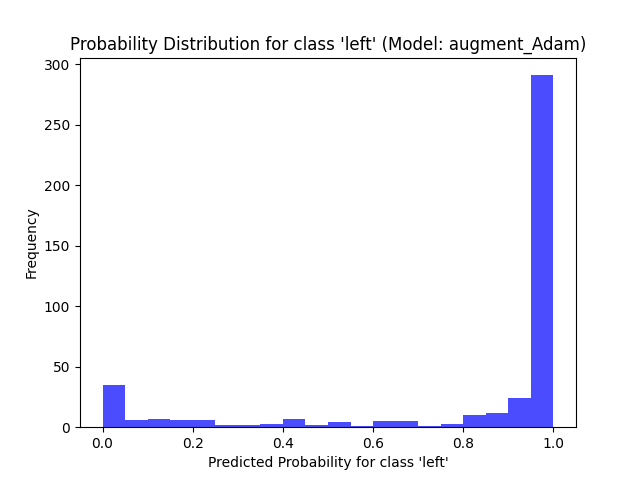 Probability Distribution for class 'left' (Model: augment_Adam)
300
250
200
150
100
50
0
Frequency
0.0 0.2 0.4 0.6 0.8 1.0
Predicted Probability for class 'left'